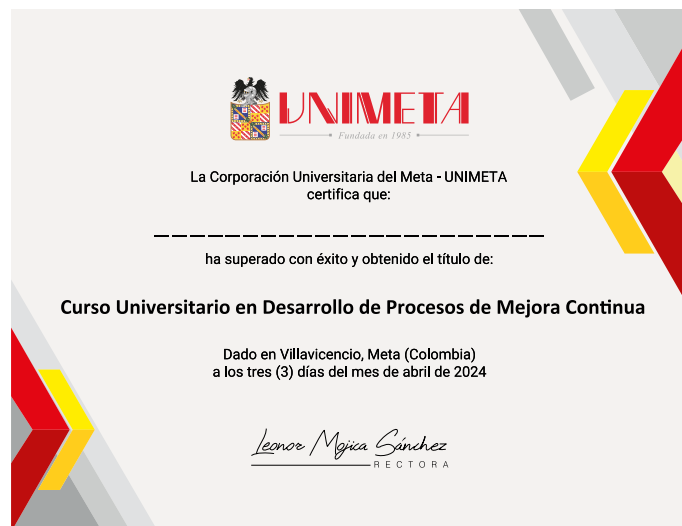 UNIMETA
Fundada en 1985
La Corporación Universitaria del Meta - UNIMETA
certifica que:
ha superado con éxito y obtenido el título de:
Curso Universitario en Desarrollo de Procesos de Mejora Continua
Dado en Villavicencio, Meta (Colombia)
a los tres (3) días del mes de abril de 2024
Leonor Mojica Sánchez
RECTORA